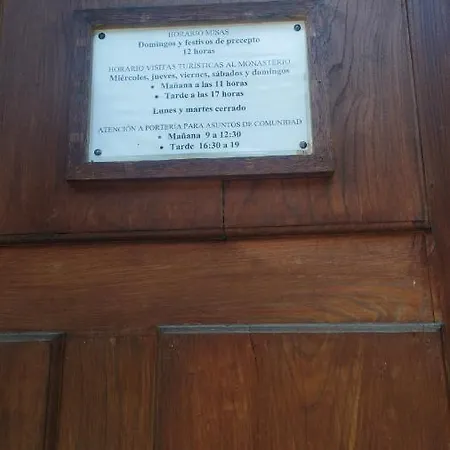 HORARIO MISAS
Domingos y festivos de precepto
12 horas
HORARIO VISITAS TURÍSTICAS AL MONASTERIO
Miércoles, jueves, viernes, sábados y domingos
• Mañana a las 11 horas
• Tarde a las 17 horas
Lunes y martes cerrado
ATENCIÓN A PORTERÍA PARA ASUNTOS DE COMUNIDAD
• Mañana 9 a 12:30
• Tarde 16:30 a 19